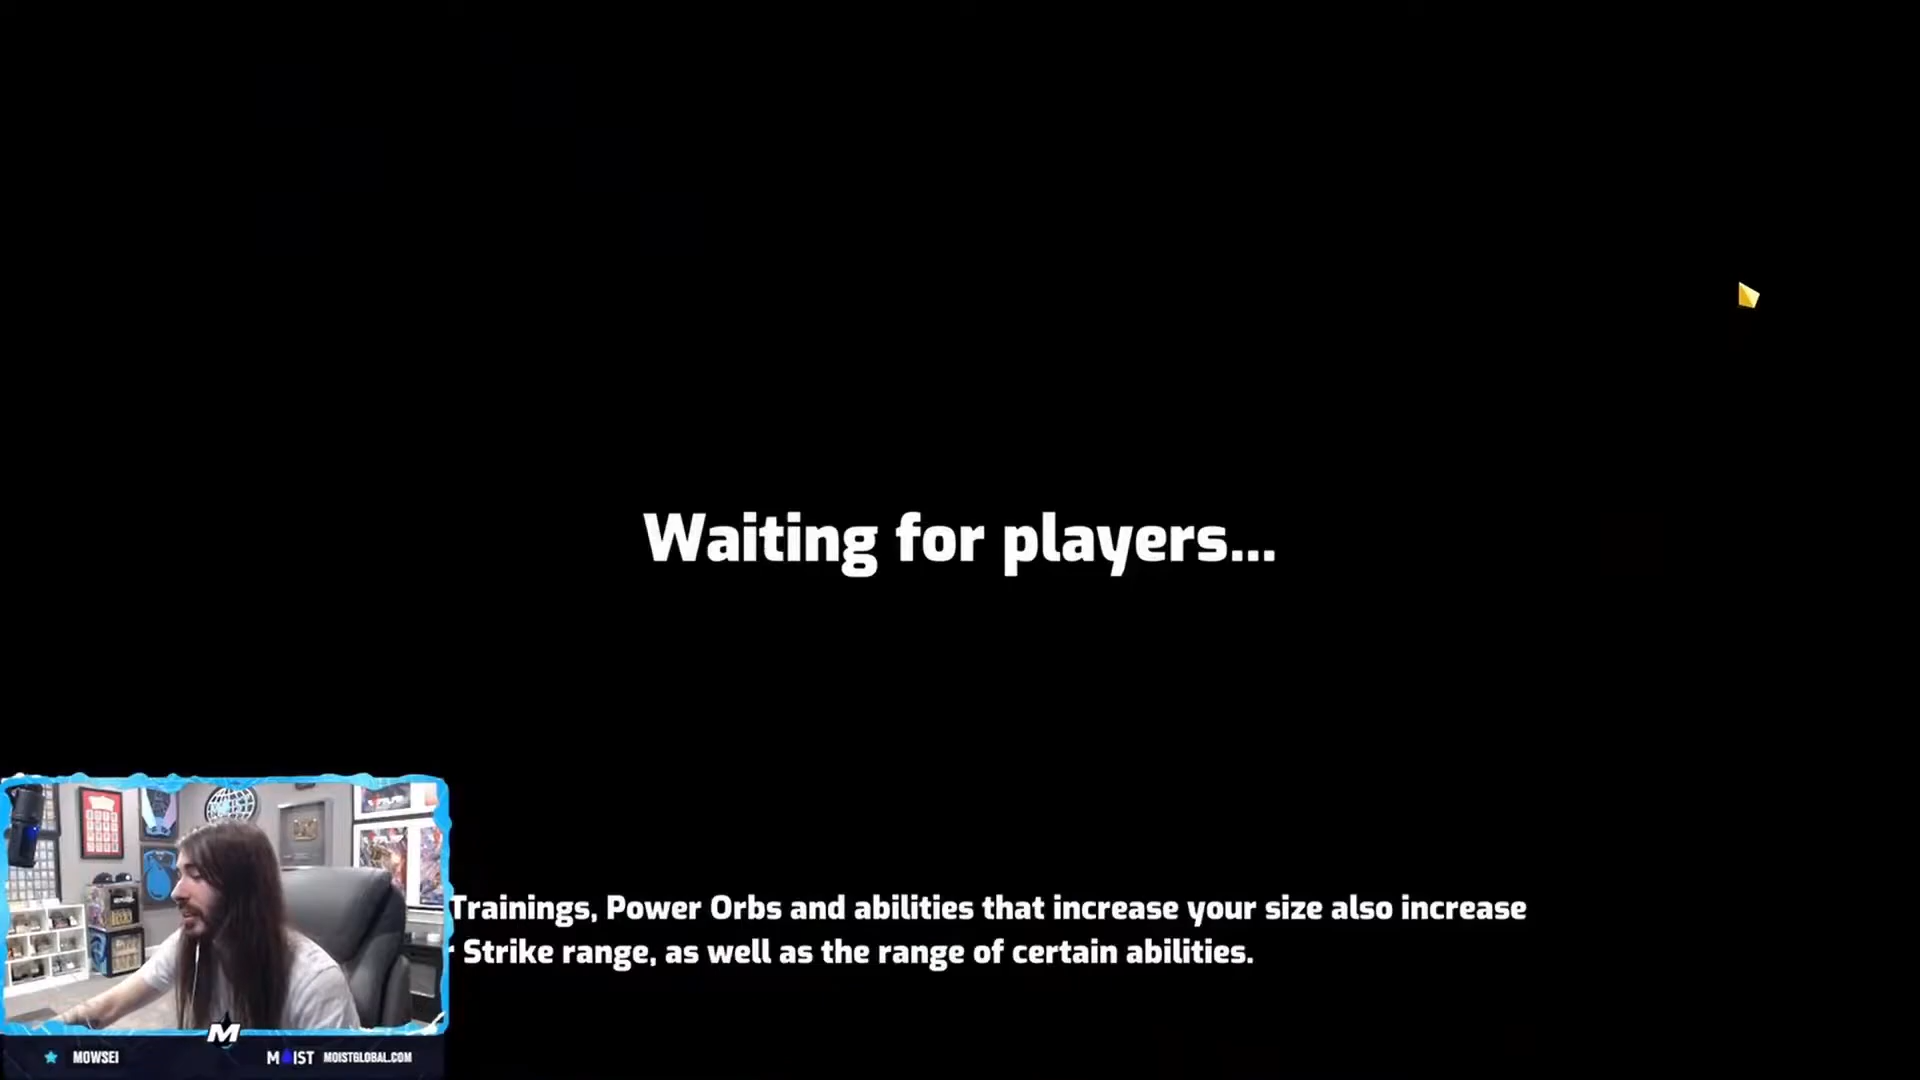 Waiting for players...
Trainings, Power Orbs and abilities that increase your size also increase
Strike range, as well as the range of certain abilities.
M
MOWSEI
MOIST MOISTGLOBAL.COM